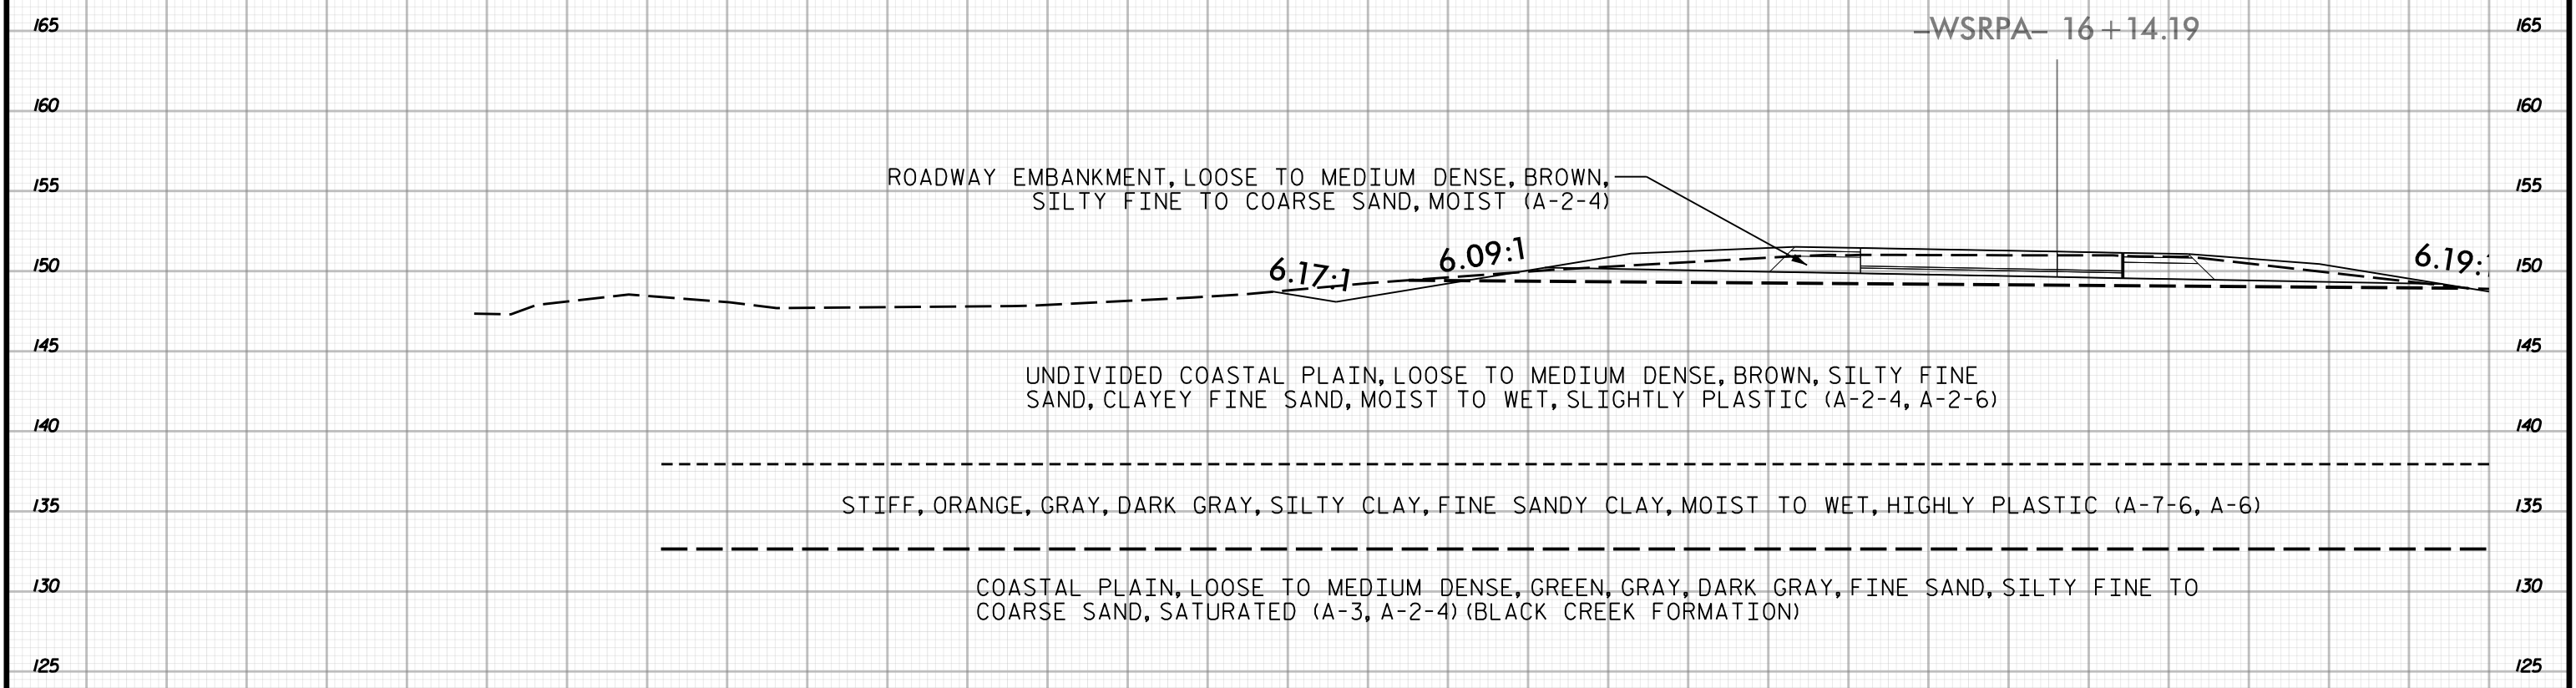 165 165
-WSRPA- 16+14.19
160 160
ROADWAY EMBANKMENT, LOOSE TO MEDIUM DENSE, BROWN,
155 155
SILTY FINE TO COARSE SAND, MOIST (A-2-4)
6.09:1
6.17:1
6.19:
150 150
145 145
UNDIVIDED COASTAL PLAIN, LOOSE TO MEDIUM DENSE, BROWN, SILTY FINE
SAND, CLAYEY FINE SAND, MOIST TO WET, SLIGHTLY PLASTIC (A-2-4, A-2-6)
140 140
STIFF, ORANGE, GRAY, DARK GRAY, SILTY CLAY, FINE SANDY CLAY, MOIST TO WET, HIGHLY PLASTIC (A-7-6, A-6)
135 135
130 130
COASTAL PLAIN, LOOSE TO MEDIUM DENSE, GREEN, GRAY, DARK GRAY, FINE SAND, SILTY FINE TO
COARSE SAND, SATURATED (A-3, A-2-4) (BLACK CREEK FORMATION)
125 125